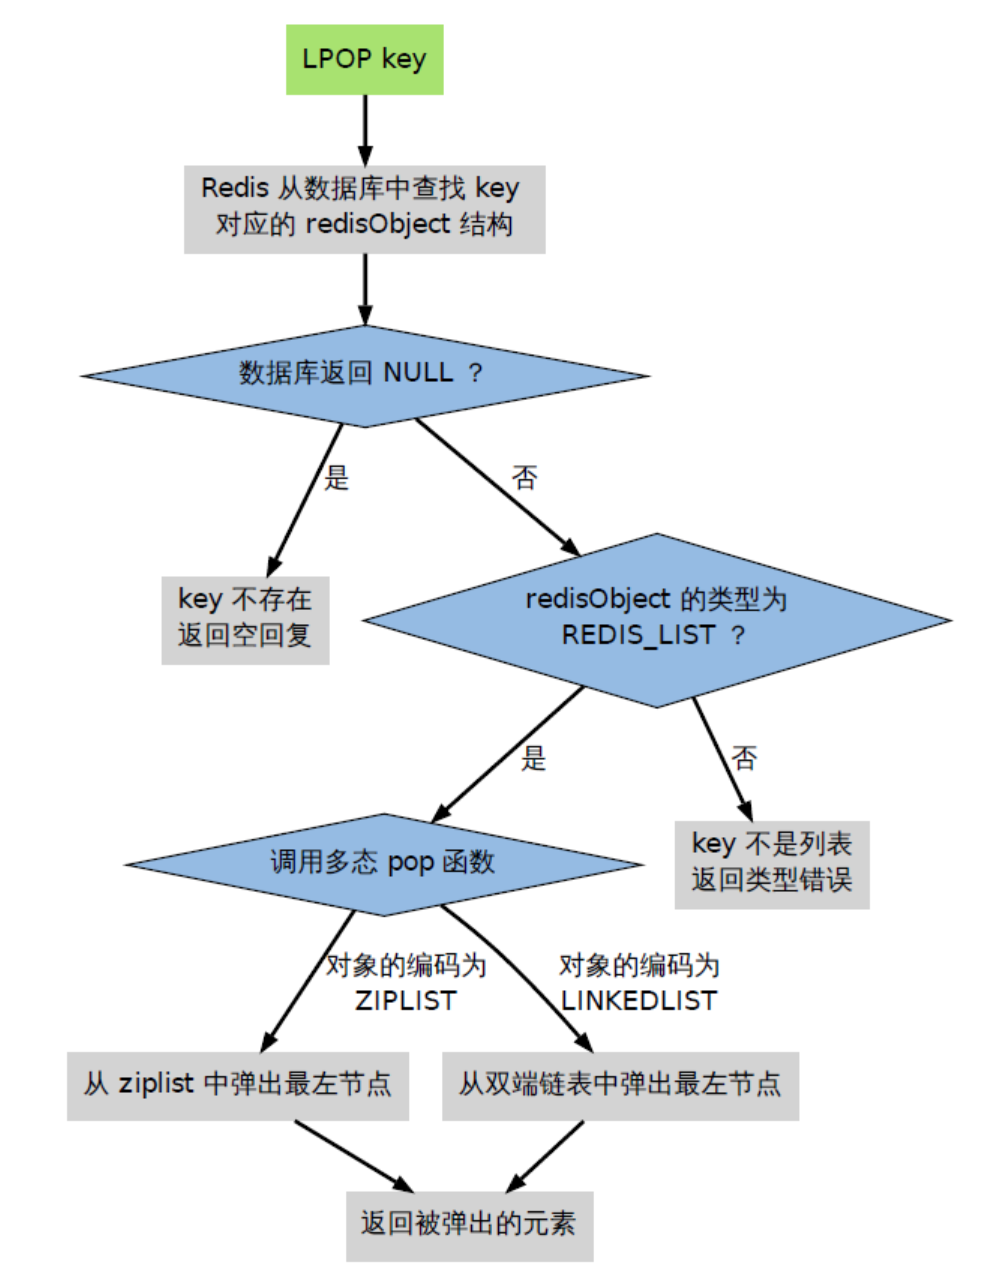 LPOP key
Redis 从数据库中查找 key
对应的 redisObject 结构
数据库返回 NULL ？
是
否
key 不存在
返回空回复
redisObject 的类型为
REDIS_LIST ？
是
否
key 不是列表
返回类型错误
调用多态 pop 函数
对象的编码为
ZIPLIST
对象的编码为
LINKEDLIST
从 ziplist 中弹出最左节点
从双端链表中弹出最左节点
返回被弹出的元素